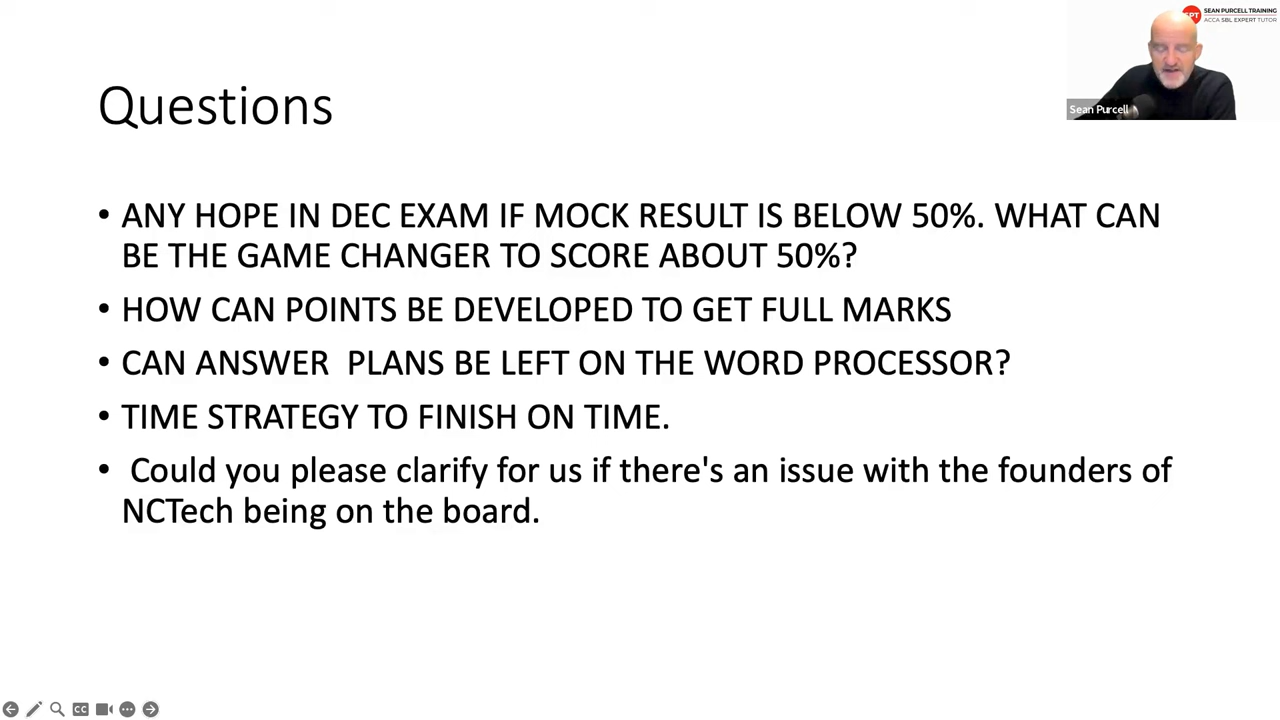 SEAN PURCELL TRAINING
ACCA SBL EXPERT TUTOR
Sean Purcell
Questions
• ANY HOPE IN DEC EXAM IF MOCK RESULT IS BELOW 50%. WHAT CAN
BE THE GAME CHANGER TO SCORE ABOUT 50%?
• HOW CAN POINTS BE DEVELOPED TO GET FULL MARKS
• CAN ANSWER PLANS BE LEFT ON THE WORD PROCESSOR?
• TIME STRATEGY TO FINISH ON TIME.
• Could you please clarify for us if there's an issue with the founders of
NCTech being on the board.
CC